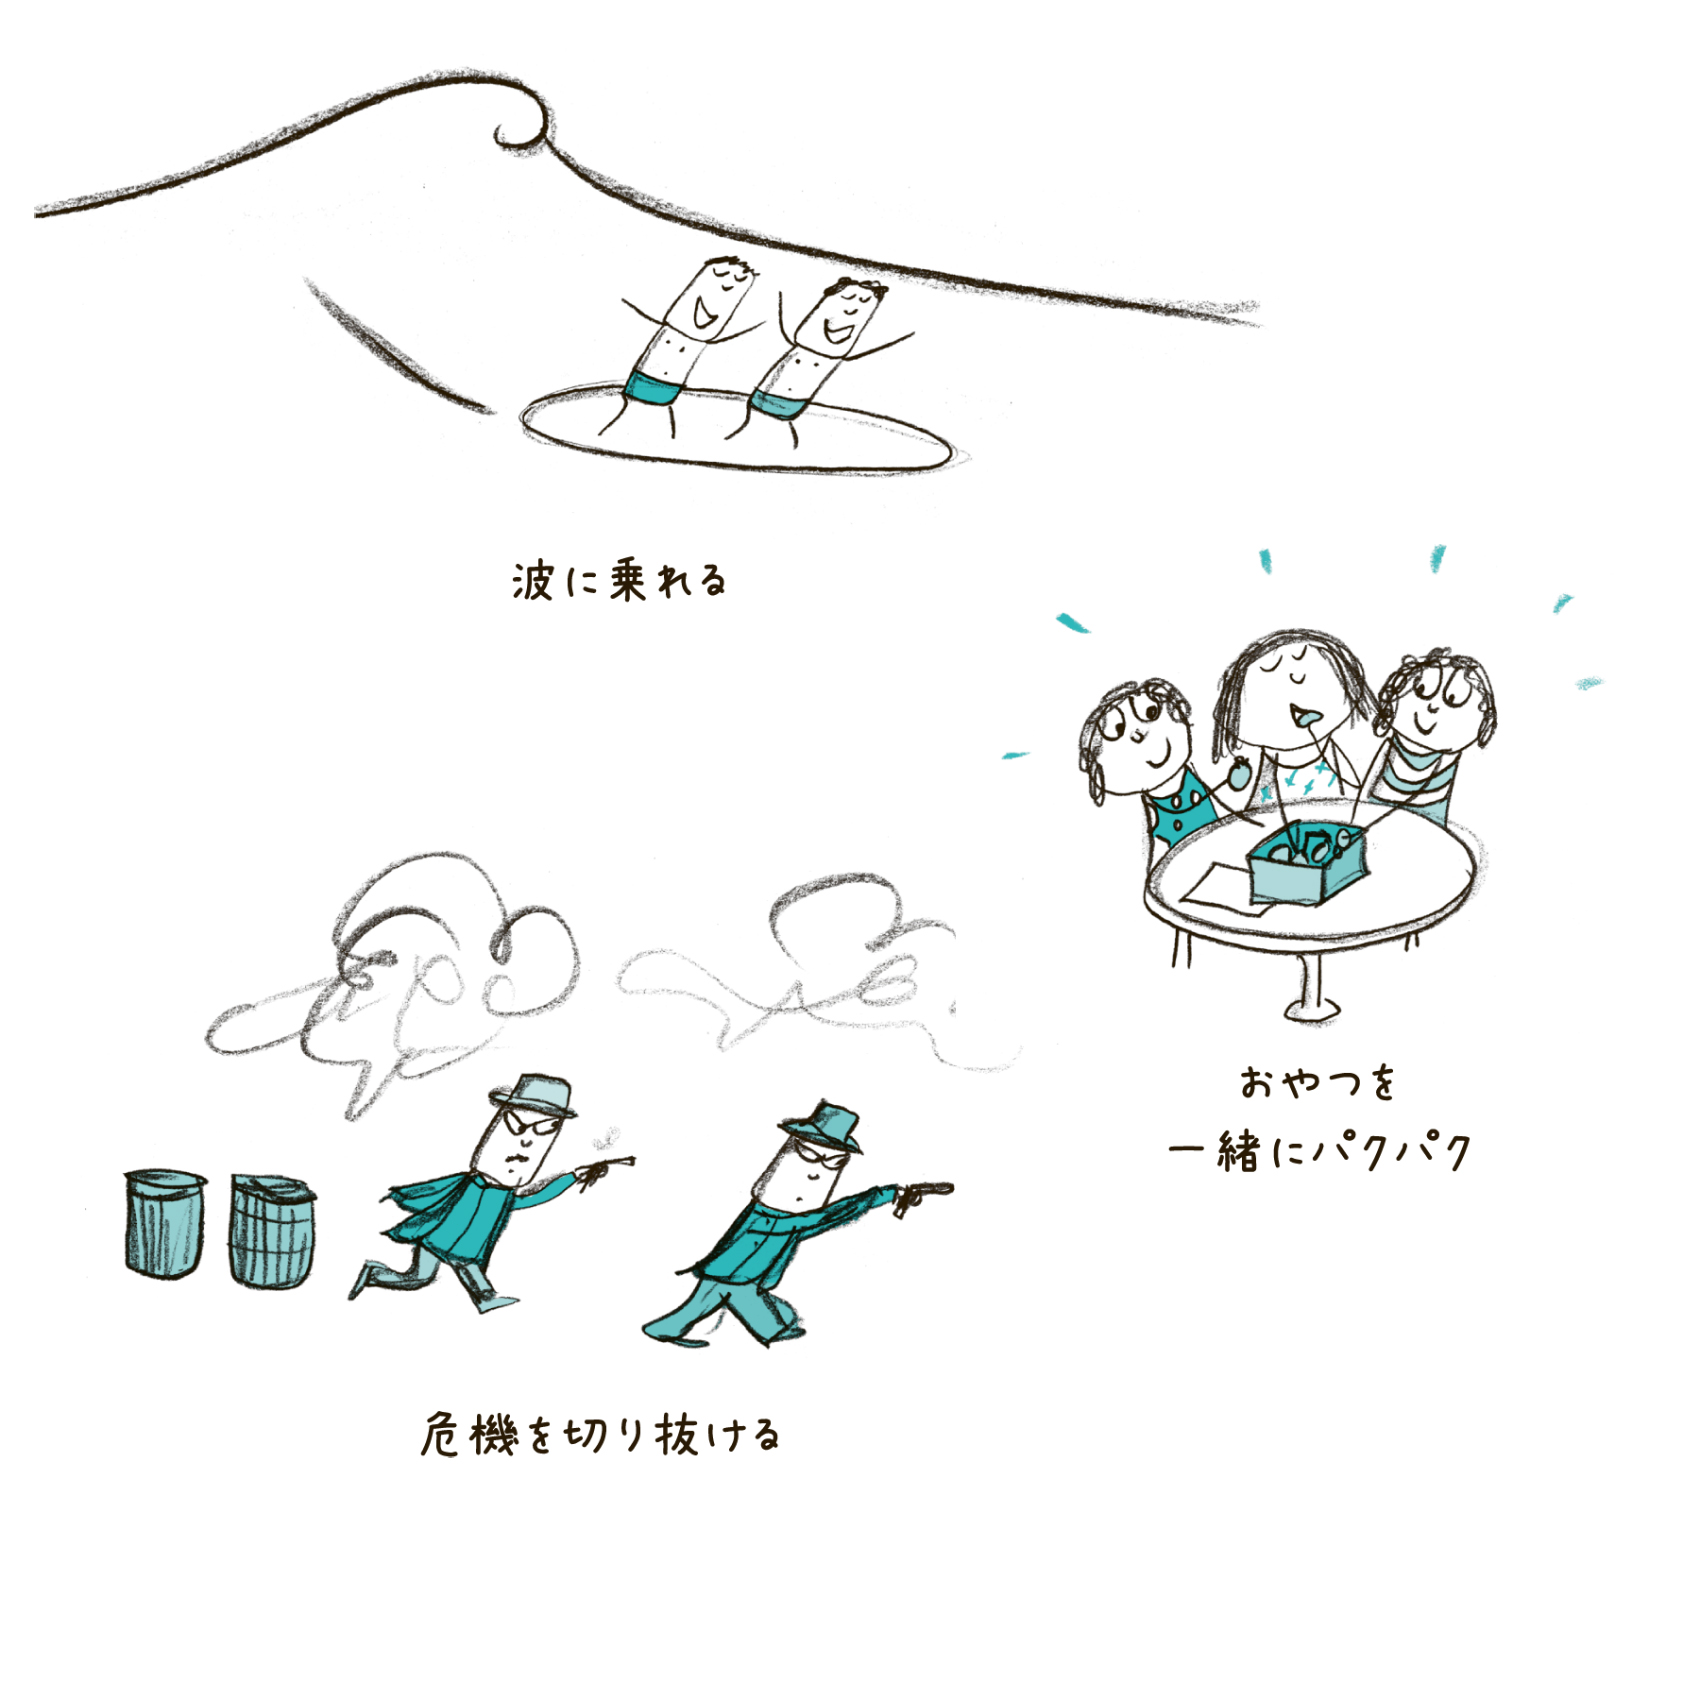 波に乗れる
おやつを
一緒にパクパク
危機を切り抜ける